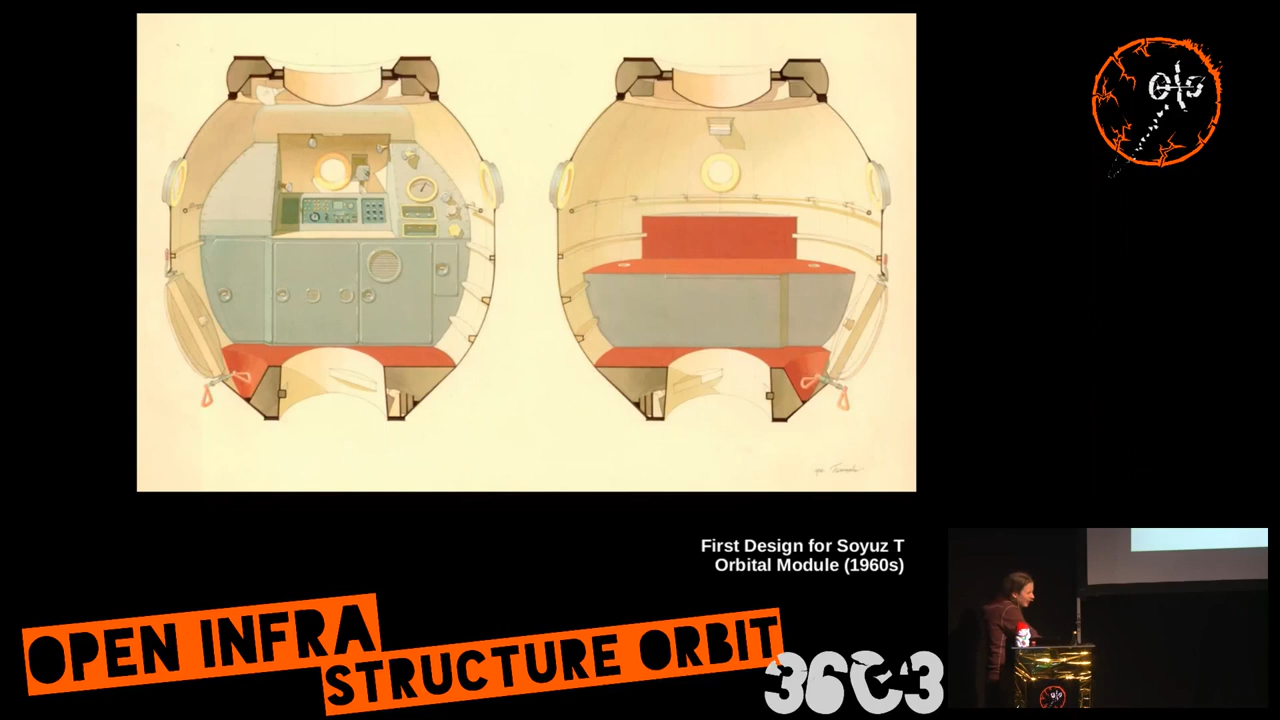 First Design for Soyuz T
Orbital Module (1960s)
OPEN INFRA
STRUCTURE ORBIT
36C3